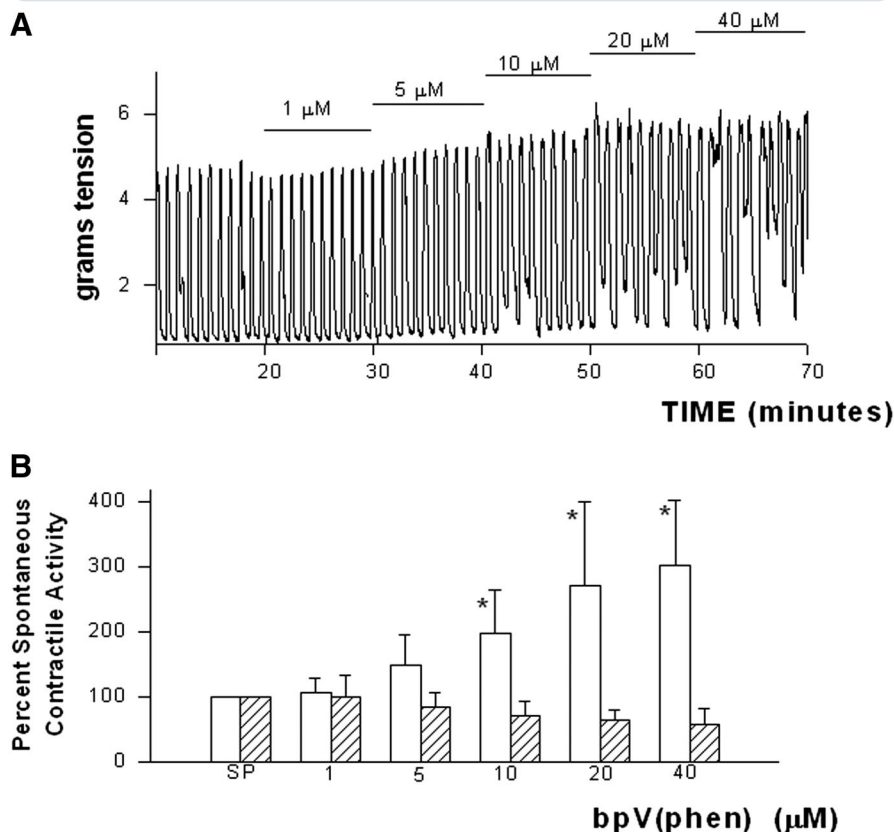 A
40 μM
20 μM
10 μM
5 μM
1 μM
grams tension
6
4
2
20 30 40 50 60 70
TIME (minutes)
B
Percent Spontaneous
Contractile Activity
400
300
200
100
0
*
*
*
SP 1 5 10 20 40
bpV(phen) (μM)